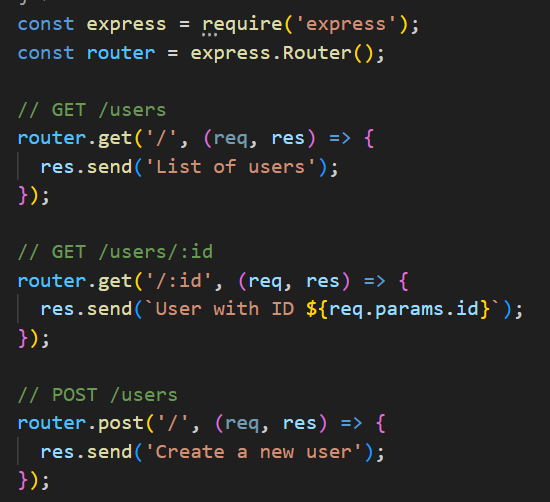 const express = require('express');
const router = express.Router();
// GET /users
router.get('/', (req, res) => {
res.send('List of users');
});
// GET /users/:id
router.get('/:id', (req, res) => {
res.send(`User with ID ${req.params.id}`);
});
// POST /users
router.post('/', (req, res) => {
res.send('Create a new user');
});